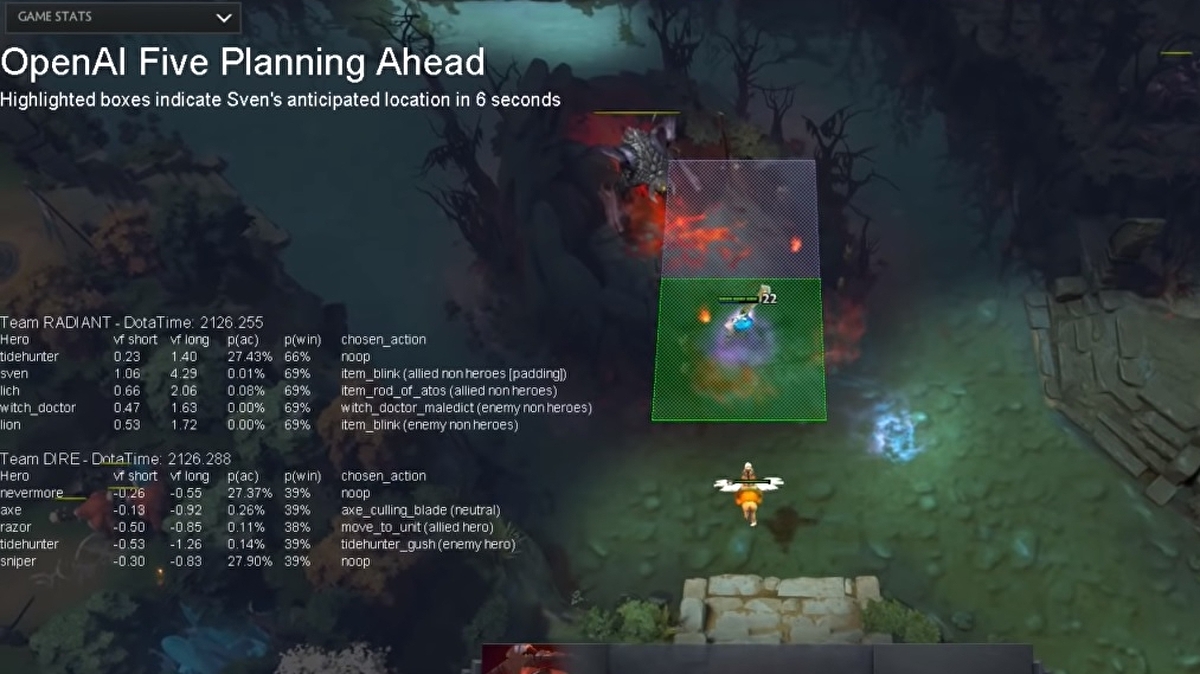 GAME STATS
OpenAI Five Planning Ahead
Highlighted boxes indicate Sven's anticipated location in 6 seconds
22
Team RADIANT - DotaTime: 2126.255
Hero vf short vf long p(ac) p(win) chosen_action
tidehunter 0.23 1.40 27.43% 66% noop
sven 1.06 4.29 0.01% 69% item_blink (allied non heroes [padding])
lich 0.66 2.06 0.08% 69% item_rod_of_atos (allied non heroes)
witch_doctor 0.47 1.63 0.00% 69% witch_doctor_maledict (enemy non heroes)
lion 0.53 1.72 0.00% 69% item_blink (enemy non heroes)
Team DIRE - DotaTime: 2126.288
Hero vf short vf long p(ac) p(win) chosen_action
nevermore -0.26 -0.55 27.37% 39% noop
axe -0.13 -0.92 0.26% 39% axe_culling_blade (neutral)
razor -0.50 -0.85 0.11% 38% move_to_unit (allied hero)
tidehunter -0.53 -1.26 0.14% 39% tidehunter_gush (enemy hero)
sniper -0.30 -0.83 27.90% 39% noop